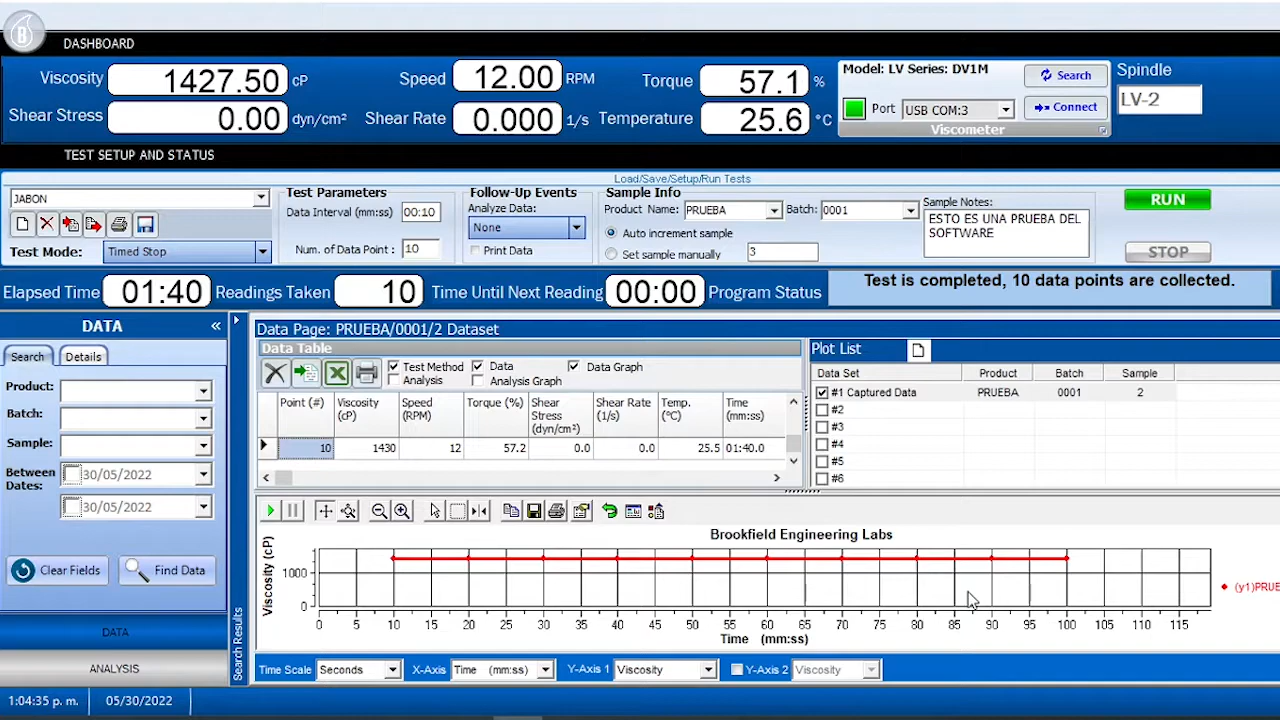 B
DASHBOARD
Viscosity 1427.50 cP Speed 12.00 RPM Torque 57.1 %
Shear Stress 0.00 dyn/cm² Shear Rate 0.000 1/s Temperature 25.6 °C
Model: LV Series: DV1M Search
Port USB COM:3 Connect
Viscometer
Spindle
LV-2
TEST SETUP AND STATUS
Load/Save/Setup/Run Tests
JABON
Test Mode: Timed Stop
Test Parameters
Data Interval (mm:ss) 00:10
Num. of Data Point : 10
Follow-Up Events
Analyze Data:
None
Print Data
Sample Info
Product Name: PRUEBA Batch: 0001
Auto increment sample
Set sample manually 3
Sample Notes:
ESTO ES UNA PRUEBA DEL
SOFTWARE
RUN
STOP
Elapsed Time 01:40 Readings Taken 10 Time Until Next Reading 00:00 Program Status Test is completed, 10 data points are collected.
DATA «
Search Details
Product:
Batch:
Sample:
Between
Dates:
30/05/2022
30/05/2022
Clear Fields Find Data
DATA
ANALYSIS
Search Results
Data Page: PRUEBA/0001/2 Dataset
Data Table
Test Method Data Data Graph
Analysis Analysis Graph
Point (#) Viscosity (cP) Speed (RPM) Torque (%) Shear Stress (dyn/cm²) Shear Rate (1/s) Temp. (°C) Time (mm:ss)
10 1430 12 57.2 0.0 0.0 25.5 01:40.0
Plot List
Data Set Product Batch Sample
#1 Captured Data PRUEBA 0001 2
#2
#3
#4
#5
#6
Brookfield Engineering Labs
Viscosity (cP)
1000
0
0 5 10 15 20 25 30 35 40 45 50 55 60 65 70 75 80 85 90 95 100 105 110 115
Time (mm:ss)
(y1)PRUE
Time Scale Seconds X-Axis Time (mm:ss) Y-Axis 1 Viscosity Y-Axis 2 Viscosity
1:04:35 p. m. 05/30/2022